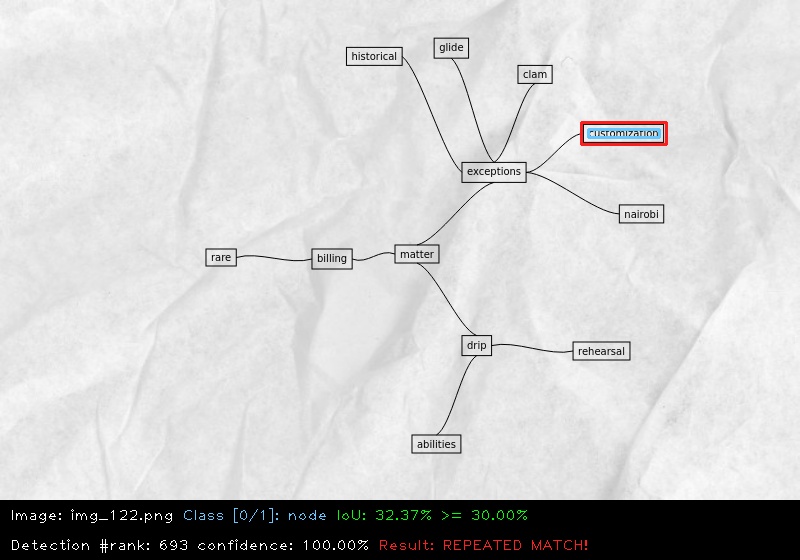 glide
historical
clam
customization
exceptions
nairobi
matter
rare
billing
drip
rehearsal
abilities
Image: img_122.png Class [0/1]: node IoU: 32.37% >= 30.00%
Detection #rank: 693 confidence: 100.00% Result: REPEATED MATCH!